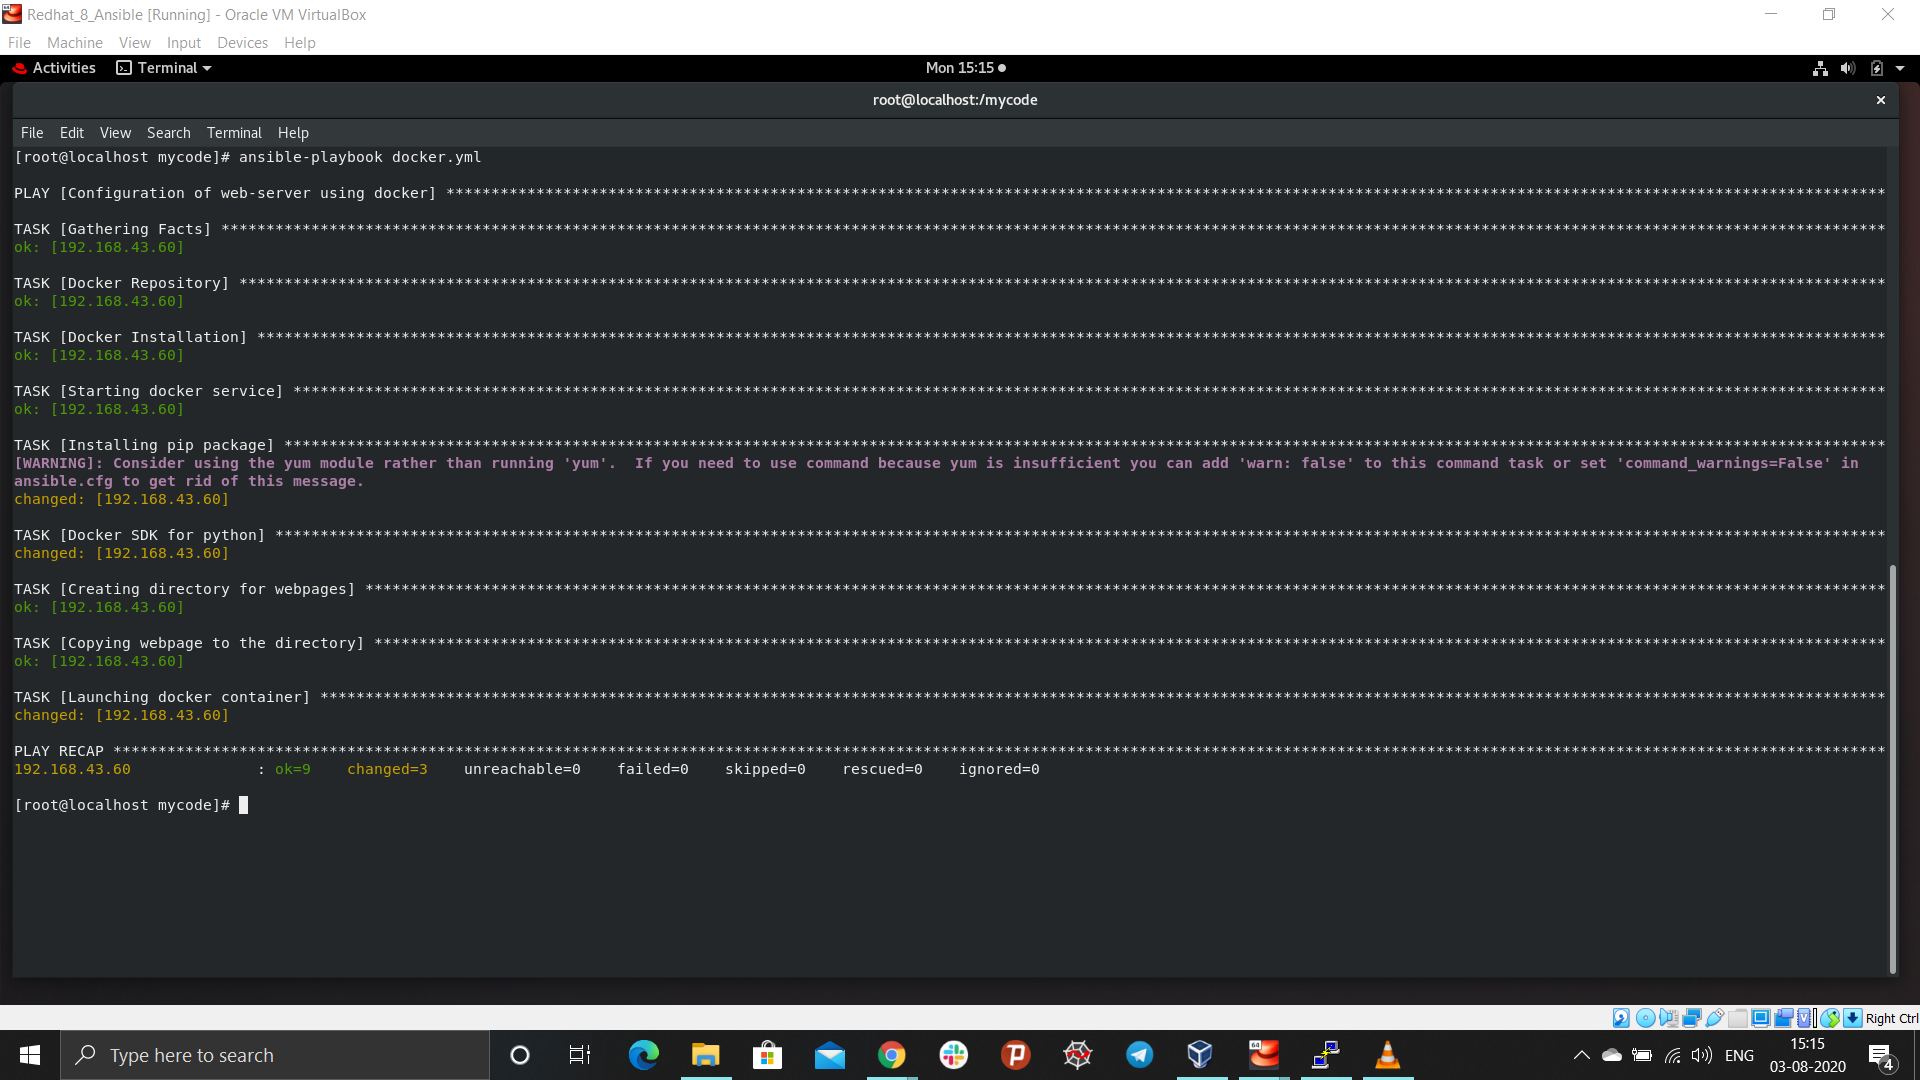 Redhat_8_Ansible [Running] - Oracle VM VirtualBox
File Machine View Input Devices Help
Activities Terminal Mon 15:15
root@localhost:/mycode
File Edit View Search Terminal Help
[root@localhost mycode]# ansible-playbook docker.yml
PLAY [Configuration of web-server using docker] ****************************************************************************************************************************************************************
TASK [Gathering Facts] *****************************************************************************************************************************************************************************************
ok: [192.168.43.60]
TASK [Docker Repository] ***************************************************************************************************************************************************************************************
ok: [192.168.43.60]
TASK [Docker Installation] *************************************************************************************************************************************************************************************
ok: [192.168.43.60]
TASK [Starting docker service] *********************************************************************************************************************************************************************************
ok: [192.168.43.60]
TASK [Installing pip package] **********************************************************************************************************************************************************************************
[WARNING]: Consider using the yum module rather than running 'yum'.  If you need to use command because yum is insufficient you can add 'warn: false' to this command task or set 'command_warnings=False' in
ansible.cfg to get rid of this message.
changed: [192.168.43.60]
TASK [Docker SDK for python] ***********************************************************************************************************************************************************************************
changed: [192.168.43.60]
TASK [Creating directory for webpages] *************************************************************************************************************************************************************************
ok: [192.168.43.60]
TASK [Copying webpage to the directory] ************************************************************************************************************************************************************************
ok: [192.168.43.60]
TASK [Launching docker container] ******************************************************************************************************************************************************************************
changed: [192.168.43.60]
PLAY RECAP *****************************************************************************************************************************************************************************************************
192.168.43.60 : ok=9 changed=3 unreachable=0 failed=0 skipped=0 rescued=0 ignored=0
[root@localhost mycode]#
Right Ctrl
Type here to search
ENG
15:15
03-08-2020
4